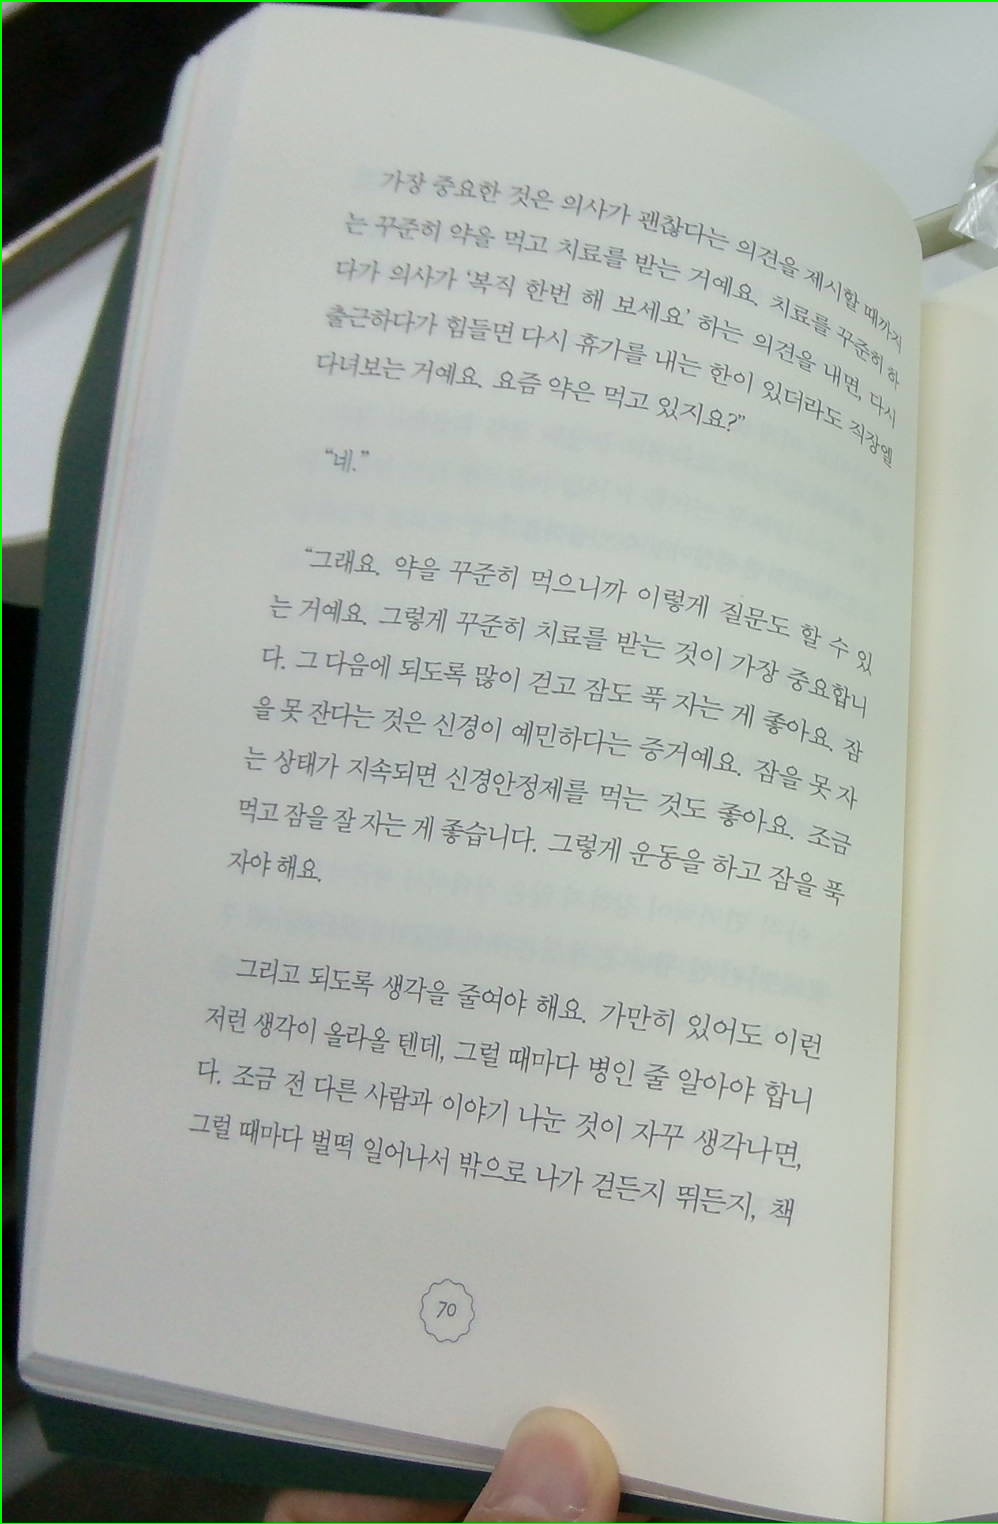 가장 중요한 것은 의사가 괜찮다는 의견을 제시할 때까지
는 꾸준히 약을 먹고 치료를 받는 거예요. 치료를 꾸준히 하
다가 의사가 ‘복직 한번 해 보세요’ 하는 의견을 내면, 다시
출근하다가 힘들면 다시 휴가를 내는 한이 있더라도 직장엘
다녀보는 거예요. 요즘 약은 먹고 있지요?”
“네.”
“그래요. 약을 꾸준히 먹으니까 이렇게 질문도 할 수 있
는 거예요. 그렇게 꾸준히 치료를 받는 것이 가장 중요합니
다. 그 다음에 되도록 많이 걷고 잠도 푹 자는 게 좋아요. 잠
을 못 잔다는 것은 신경이 예민하다는 증거예요. 잠을 못 자
는 상태가 지속되면 신경안정제를 먹는 것도 좋아요. 조금
먹고 잠을 잘 자는 게 좋습니다. 그렇게 운동을 하고 잠을 푹
자야 해요.
그리고 되도록 생각을 줄여야 해요. 가만히 있어도 이런
저런 생각이 올라올 텐데, 그럴 때마다 병인 줄 알아야 합니
다. 조금 전 다른 사람과 이야기 나눈 것이 자꾸 생각나면,
그럴 때마다 벌떡 일어나서 밖으로 나가 걷든지 뛰든지, 책
70